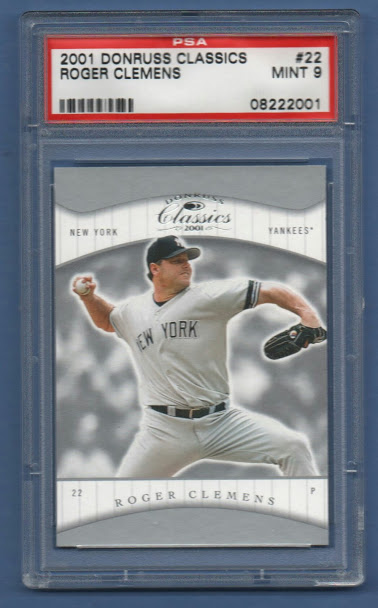 PSA
2001 DONRUSS CLASSICS #22
ROGER CLEMENS MINT 9
08222001
DONRUSS
Classics
2001
NEW YORK YANKEES
NEW YORK
22 ROGER CLEMENS P